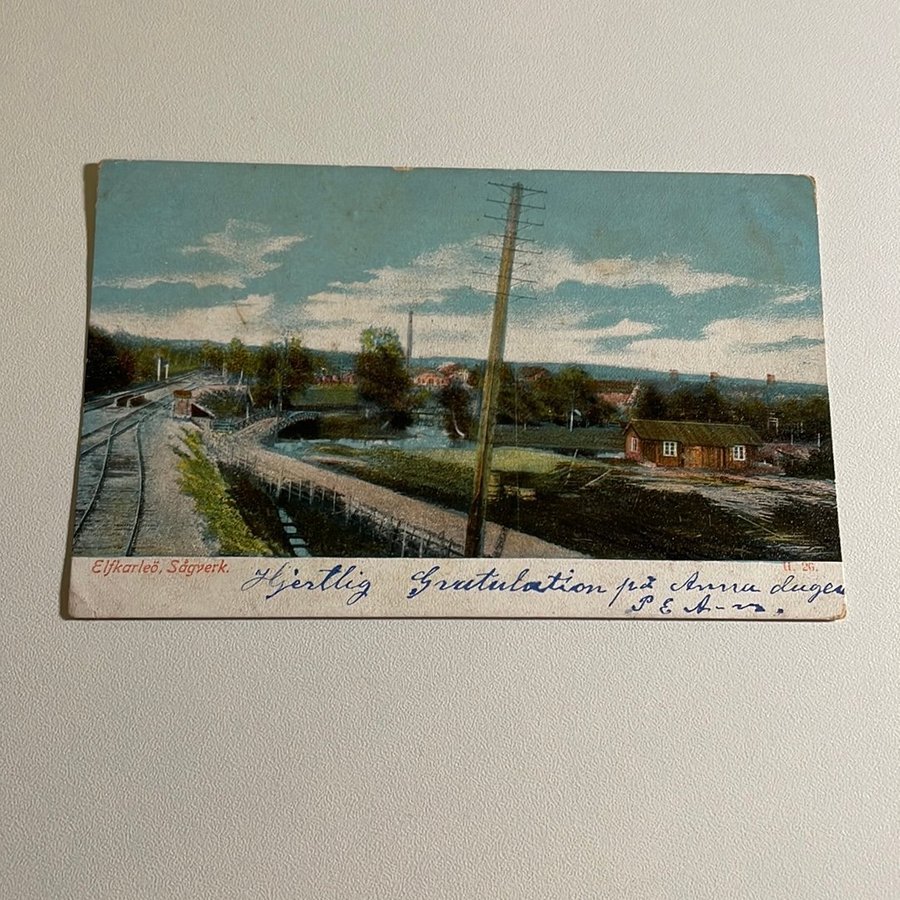 Elfkarleö, Sågverk.
U. 26.
Hjertlig Gratulation på Anna dagen
P E A-n.